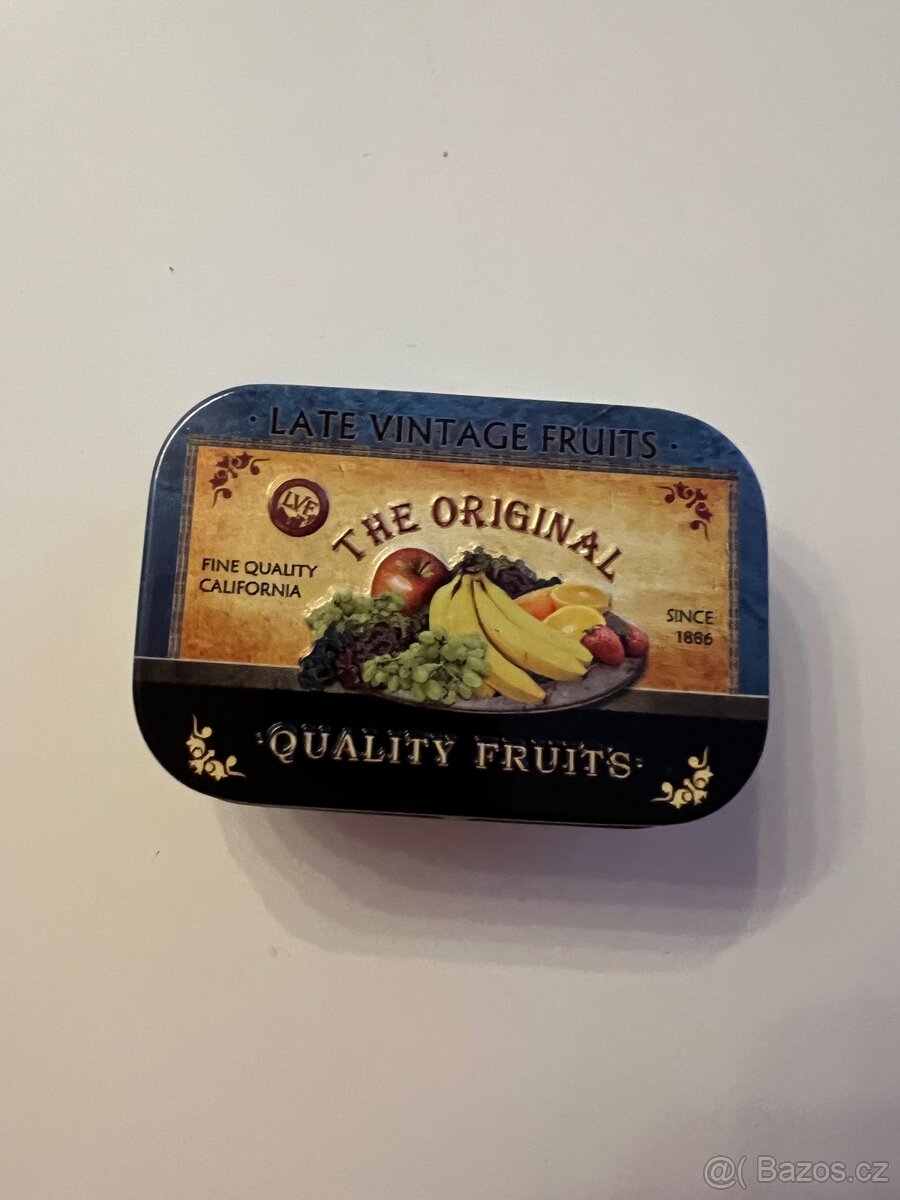 · LATE VINTAGE FRUITS ·
LVF
THE ORIGINAL
FINE QUALITY
CALIFORNIA
SINCE
1886
· QUALITY FRUITS ·
@( Bazos.cz